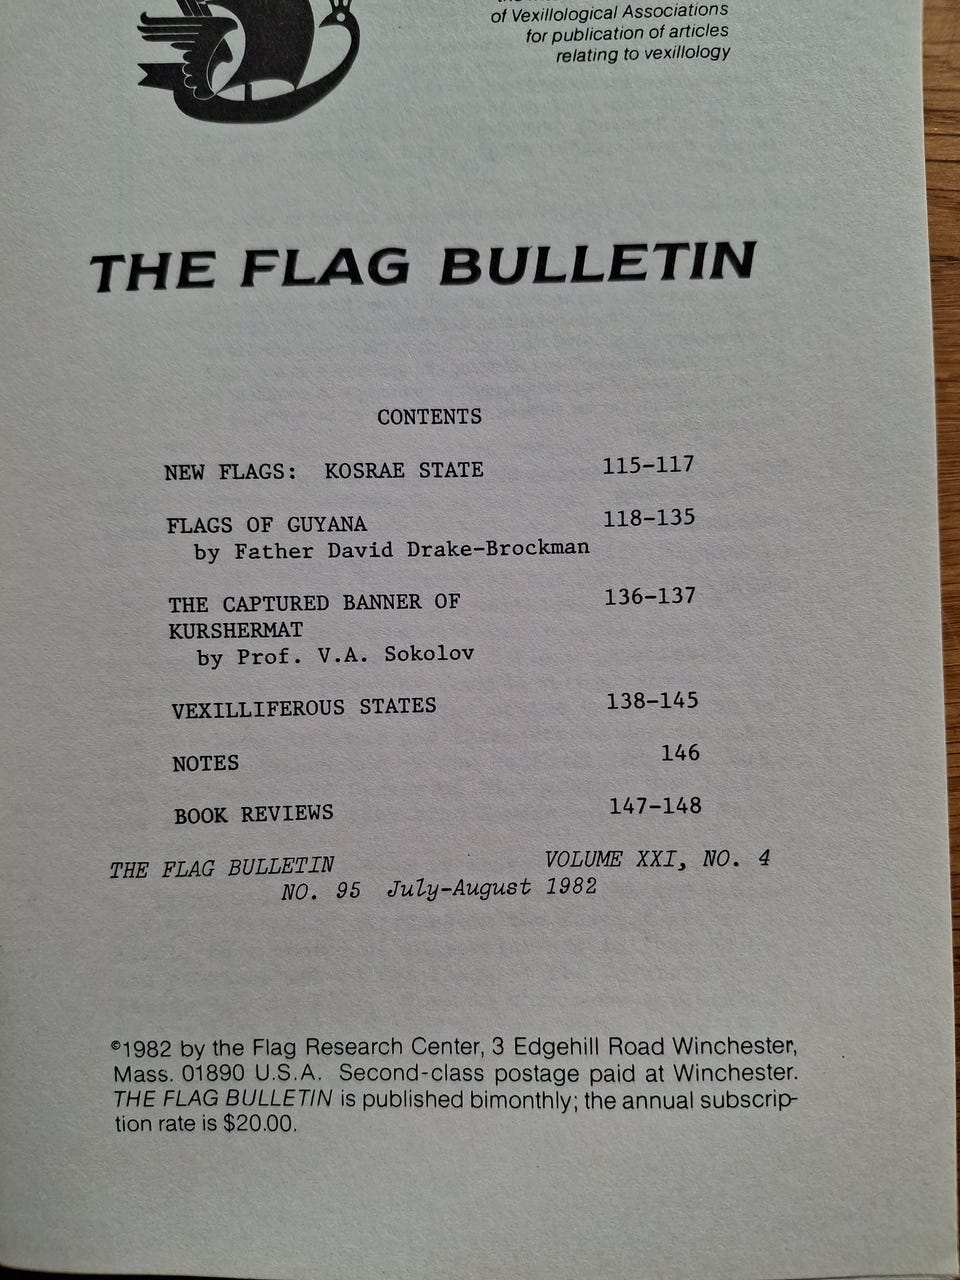 of Vexillological Associations
for publication of articles
relating to vexillology
THE FLAG BULLETIN
CONTENTS
NEW FLAGS: KOSRAE STATE 115-117
FLAGS OF GUYANA 118-135
by Father David Drake-Brockman
THE CAPTURED BANNER OF 136-137
KURSHERMAT
by Prof. V.A. Sokolov
VEXILLIFEROUS STATES 138-145
NOTES 146
BOOK REVIEWS 147-148
THE FLAG BULLETIN VOLUME XXI, NO. 4
NO. 95 July-August 1982
©1982 by the Flag Research Center, 3 Edgehill Road Winchester,
Mass. 01890 U.S.A. Second-class postage paid at Winchester.
THE FLAG BULLETIN is published bimonthly; the annual subscrip-
tion rate is $20.00.